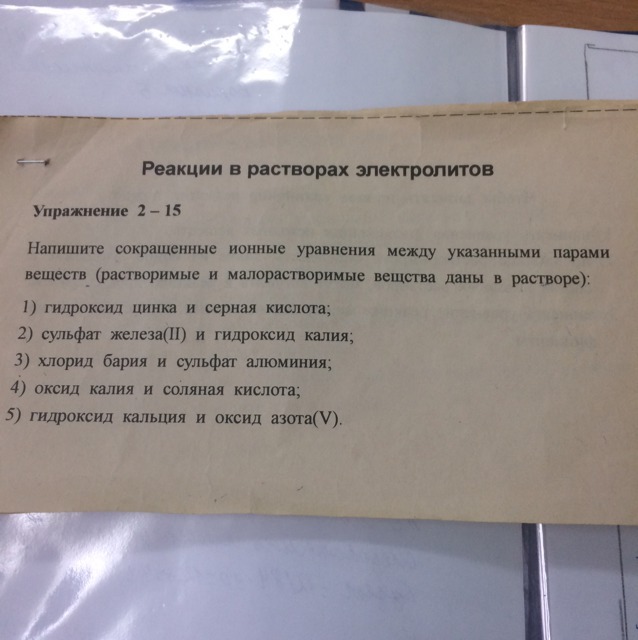 Реакции в растворах электролитов
Упражнение 2 – 15
Напишите сокращенные ионные уравнения между указанными парами
веществ (растворимые и малорастворимые вещства даны в растворе):
1) гидроксид цинка и серная кислота;
2) сульфат железа(II) и гидроксид калия;
3) хлорид бария и сульфат алюминия;
4) оксид калия и соляная кислота;
5) гидроксид кальция и оксид азота(V).